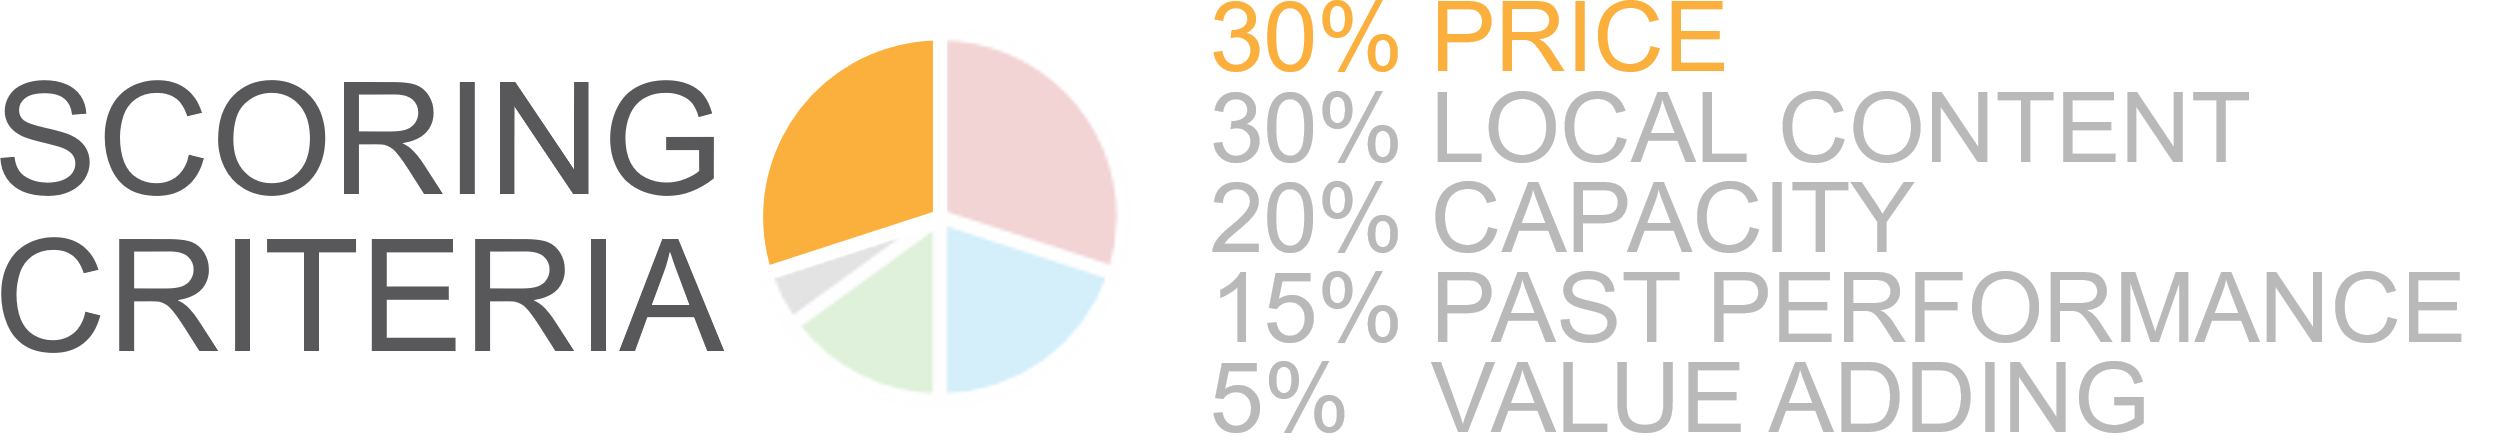 SCORING
CRITERIA
30% PRICE
30% LOCAL CONTENT
20% CAPACITY
15% PAST PERFORMANCE
5% VALUE ADDING